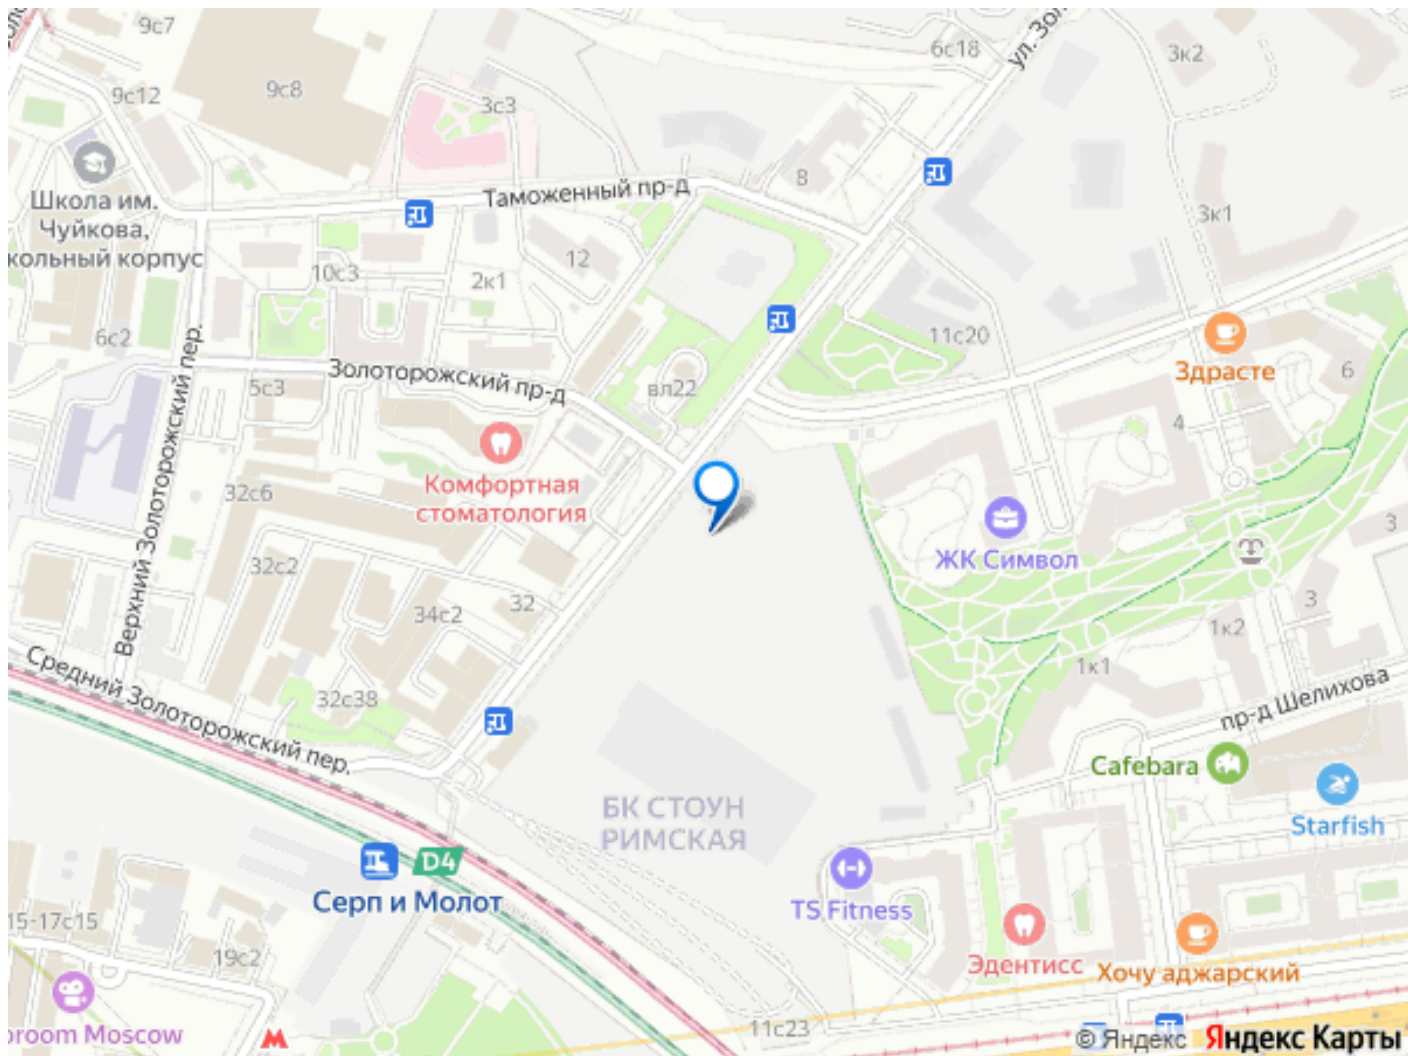 9с7
9с12
9с8
3с3
6с18
ул. Зол
3к2
Школа им.
Чуйкова,
кольный корпус
Таможенный пр-д
8
3к1
10с3
2к1
12
6с2
11с20
Здрасте
6
Золоторожский пр-д
5с3
вл22
4
Верхний Золоторожский пер.
Комфортная
стоматология
32с6
ЖК Символ
3
32с2
34с2
32
3
1к2
1к1
Средний Золоторожский пер.
32с38
пр-д Шелихова
Cafebara
Starfish
БК СТОУН
РИМСКАЯ
D4
Серп и Молот
TS Fitness
15-17с15
19с2
Эдентисс
Хочу аджарский
oroom Moscow
11с23
© Яндекс Яндекс Карты